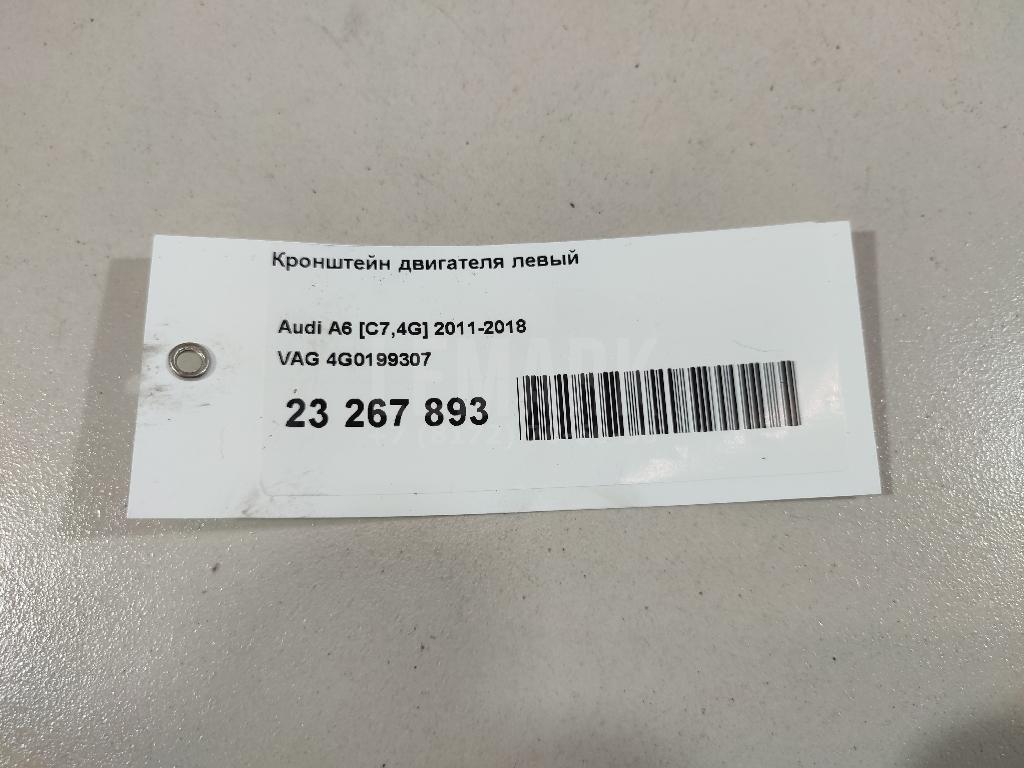 Кронштейн двигателя левый
Audi A6 [C7,4G] 2011-2018
VAG 4G0199307
23 267 893